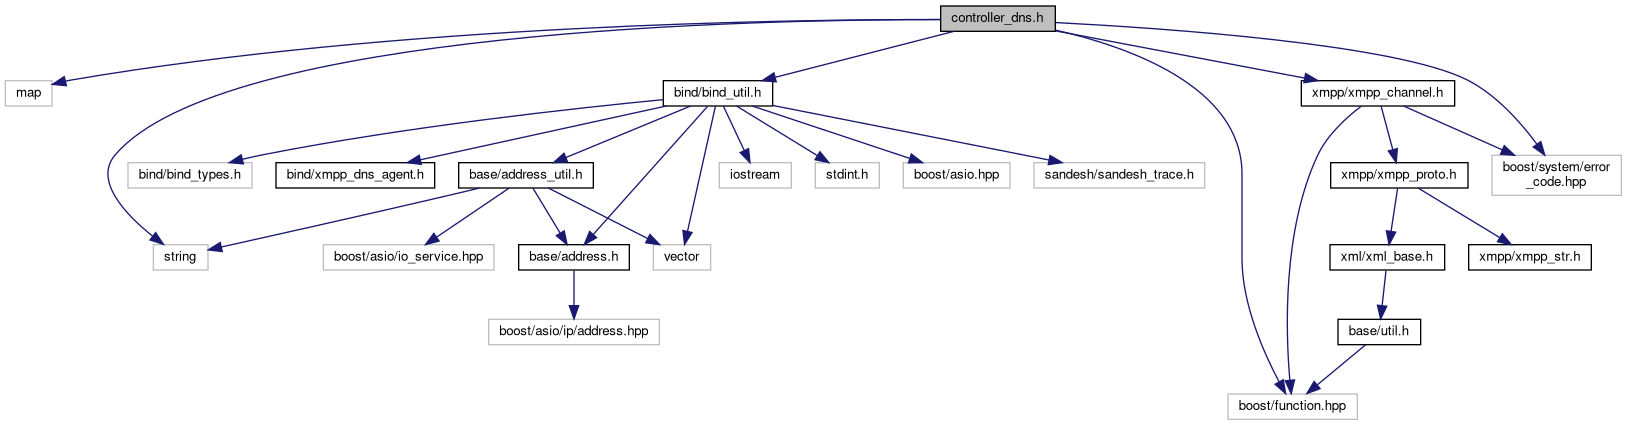 controller_dns.h
map
bind/bind_util.h
xmpp/xmpp_channel.h
bind/bind_types.h
bind/xmpp_dns_agent.h
base/address_util.h
iostream
stdint.h
boost/asio.hpp
sandesh/sandesh_trace.h
xmpp/xmpp_proto.h
boost/system/error
_code.hpp
string
boost/asio/io_service.hpp
base/address.h
vector
xml/xml_base.h
xmpp/xmpp_str.h
boost/asio/ip/address.hpp
base/util.h
boost/function.hpp